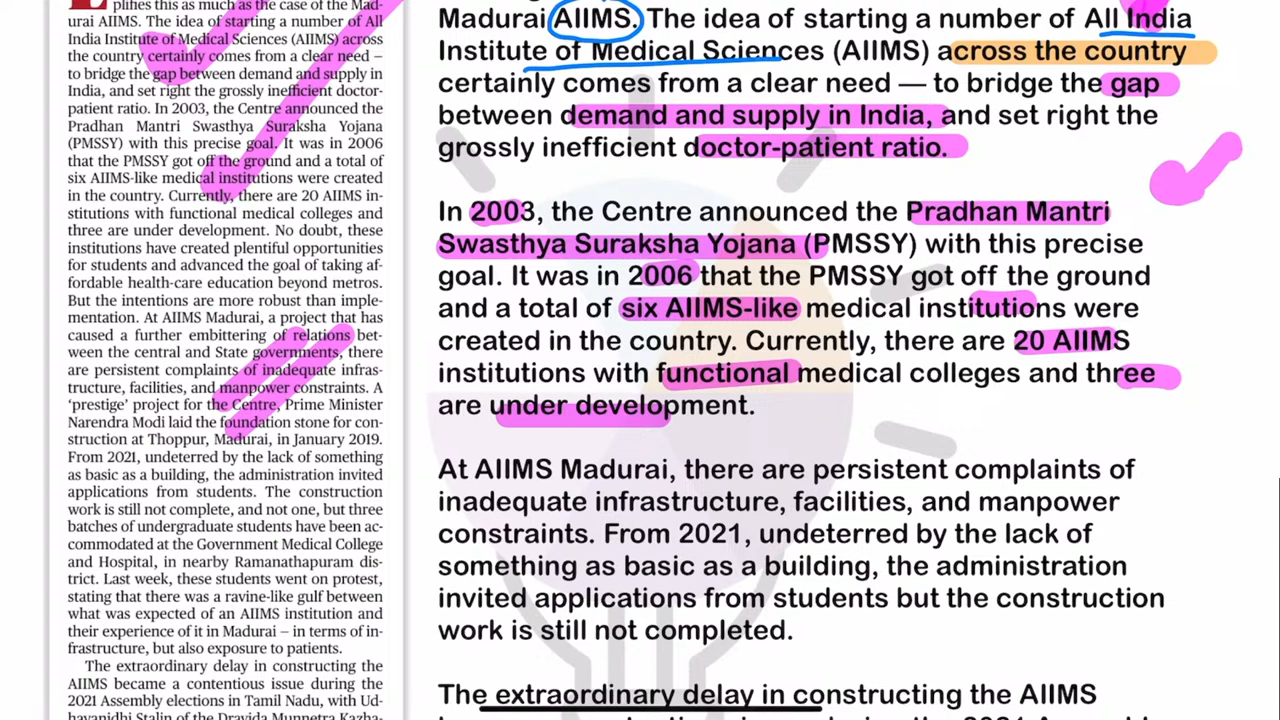 plifies this as much as the case of the Mad-
urai AIIMS. The idea of starting a number of All
India Institute of Medical Sciences (AIIMS) across
the country certainly comes from a clear need –
to bridge the gap between demand and supply in
India, and set right the grossly inefficient doctor-
patient ratio. In 2003, the Centre announced the
Pradhan Mantri Swasthya Suraksha Yojana
(PMSSY) with this precise goal. It was in 2006
that the PMSSY got off the ground and a total of
six AIIMS-like medical institutions were created
in the country. Currently, there are 20 AIIMS in-
stitutions with functional medical colleges and
three are under development. No doubt, these
institutions have created plentiful opportunities
for students and advanced the goal of taking af-
fordable health-care education beyond metros.
But the intentions are more robust than imple-
mentation. At AIIMS Madurai, a project that has
caused a further embittering of relations bet-
ween the central and State governments, there
are persistent complaints of inadequate infras-
tructure, facilities, and manpower constraints. A
‘prestige’ project for the Centre, Prime Minister
Narendra Modi laid the foundation stone for con-
struction at Thoppur, Madurai, in January 2019.
From 2021, undeterred by the lack of something
as basic as a building, the administration invited
applications from students. The construction
work is still not complete, and not one, but three
batches of undergraduate students have been ac-
commodated at the Government Medical College
and Hospital, in nearby Ramanathapuram dis-
trict. Last week, these students went on protest,
stating that there was a ravine-like gulf between
what was expected of an AIIMS institution and
their experience of it in Madurai – in terms of in-
frastructure, but also exposure to patients.
The extraordinary delay in constructing the
AIIMS became a contentious issue during the
2021 Assembly elections in Tamil Nadu, with Ud-
hayanidhi Stalin of the Dravida Munnetra Kazha-
Madurai AIIMS. The idea of starting a number of All India
Institute of Medical Sciences (AIIMS) across the country
certainly comes from a clear need — to bridge the gap
between demand and supply in India, and set right the
grossly inefficient doctor-patient ratio.
In 2003, the Centre announced the Pradhan Mantri
Swasthya Suraksha Yojana (PMSSY) with this precise
goal. It was in 2006 that the PMSSY got off the ground
and a total of six AIIMS-like medical institutions were
created in the country. Currently, there are 20 AIIMS
institutions with functional medical colleges and three
are under development.
At AIIMS Madurai, there are persistent complaints of
inadequate infrastructure, facilities, and manpower
constraints. From 2021, undeterred by the lack of
something as basic as a building, the administration
invited applications from students but the construction
work is still not completed.
The extraordinary delay in constructing the AIIMS